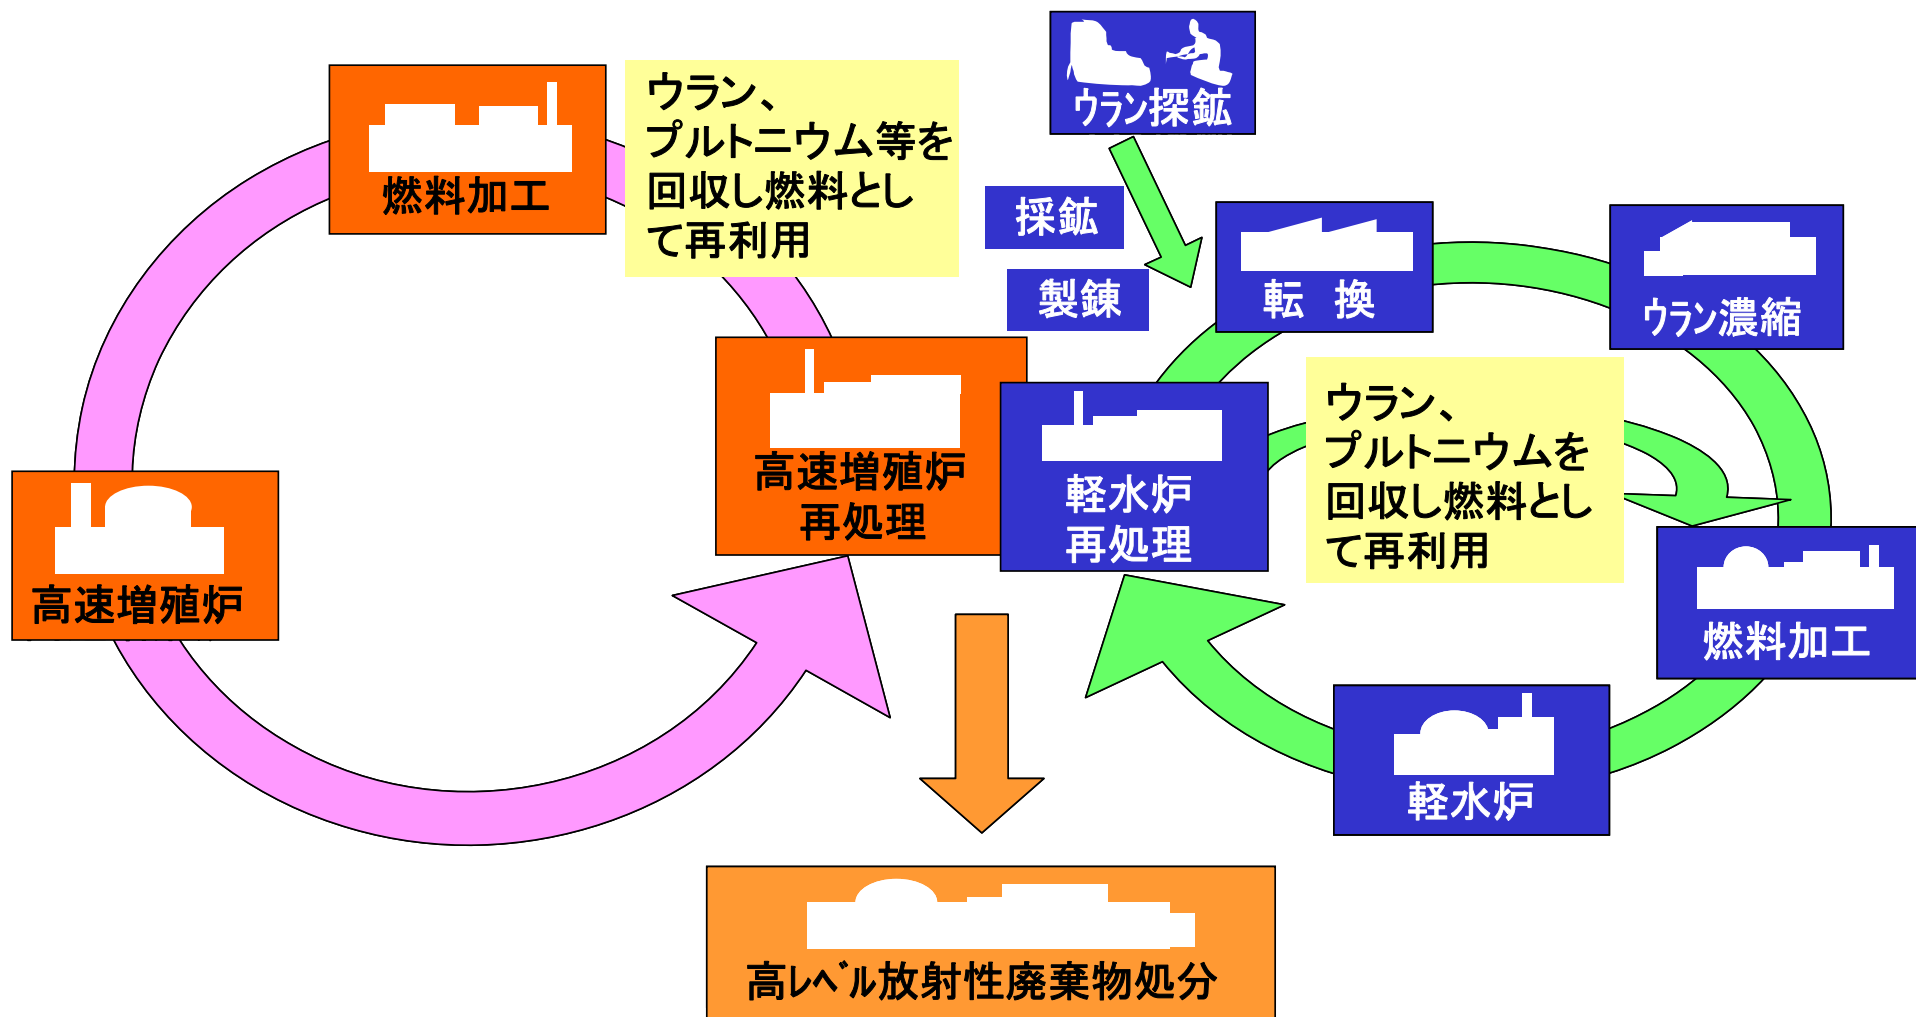 ウラン探鉱
採鉱
製錬
転　換
ウラン濃縮
燃料加工
軽水炉
軽水炉
再処理
ウラン、
プルトニウムを
回収し燃料とし
て再利用
燃料加工
ウラン、
プルトニウム等を
回収し燃料とし
て再利用
高速増殖炉
再処理
高速増殖炉
高レベル放射性廃棄物処分